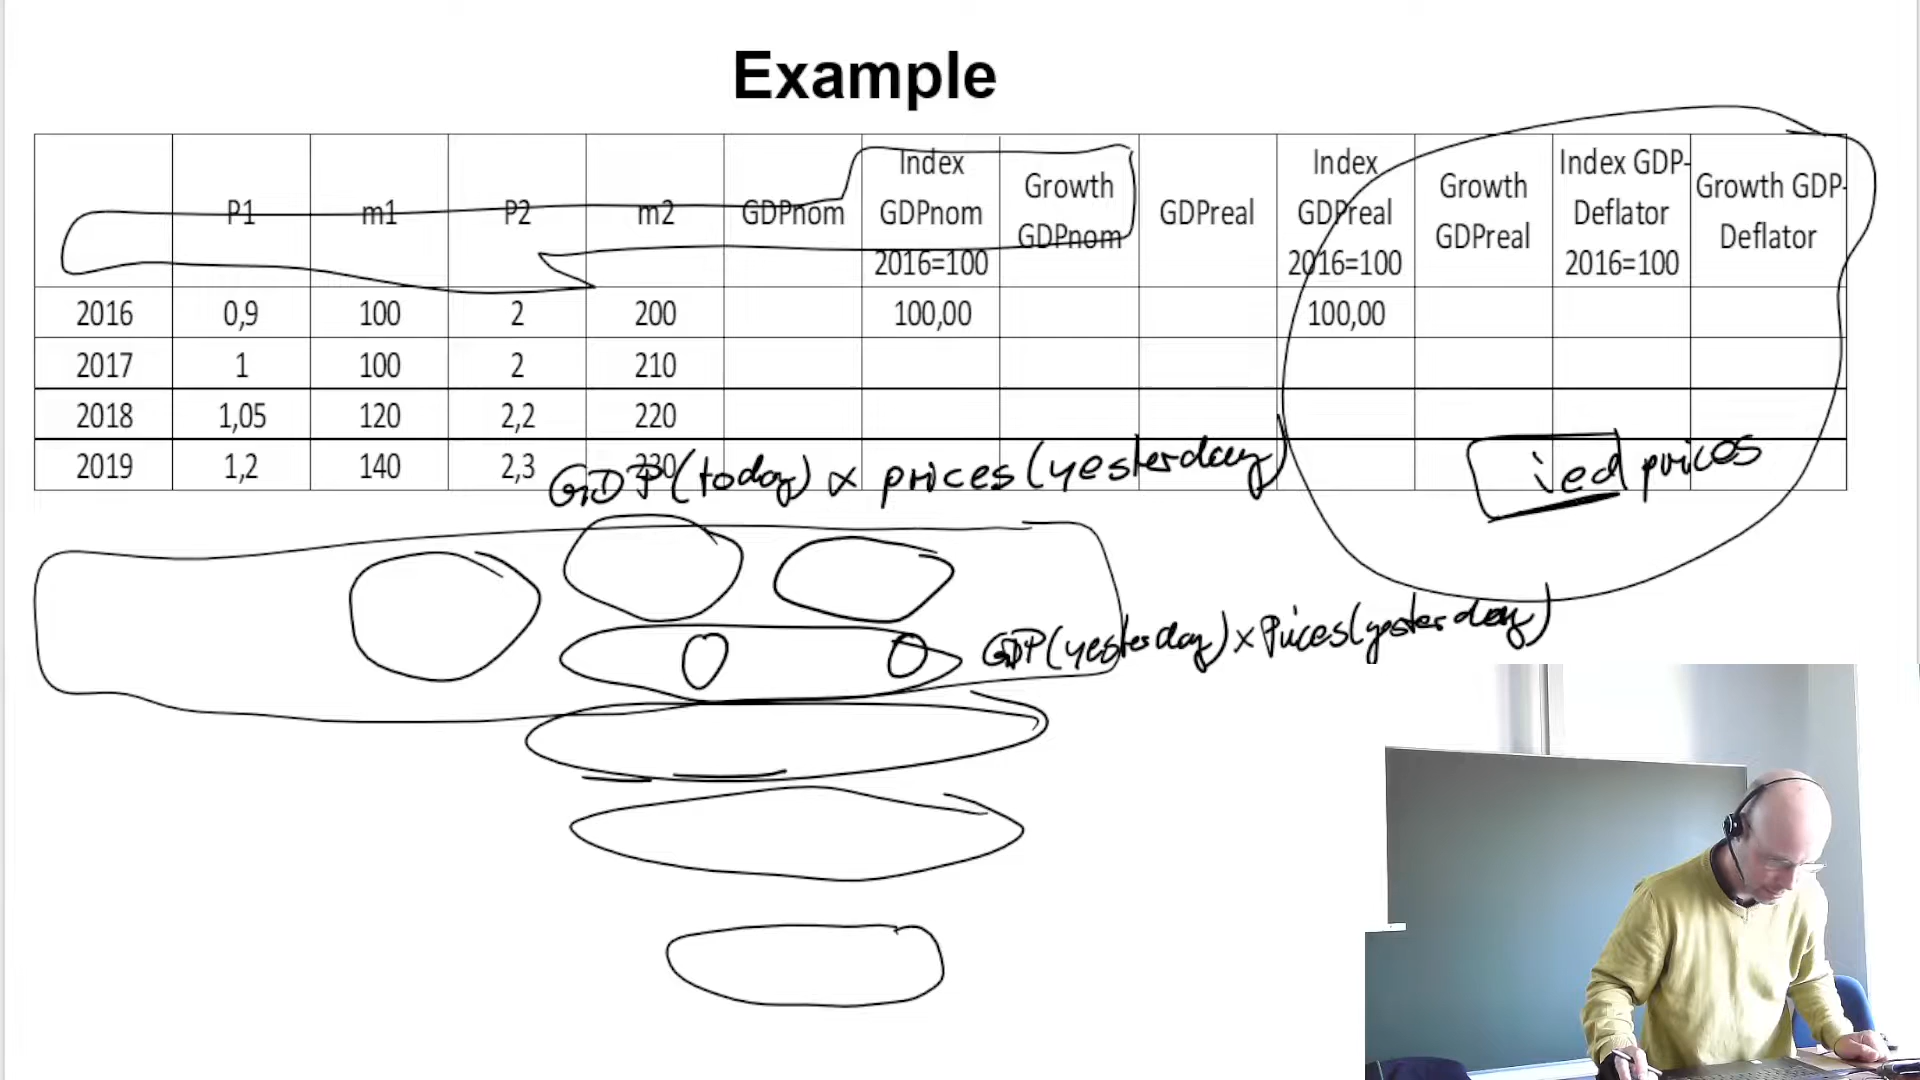 Example
P1 m1 P2 m2 GDPnom Index GDPnom 2016=100 Growth GDPnom GDPreal Index GDPreal 2016=100 Growth GDPreal Index GDP-Deflator 2016=100 Growth GDP-Deflator
2016 0,9 100 2 200 100,00 100,00
2017 1 100 2 210
2018 1,05 120 2,2 220
2019 1,2 140 2,3 230
GDP(today) x prices(yesterday)
prices
GDP(yesterday) x Prices(yesterday)